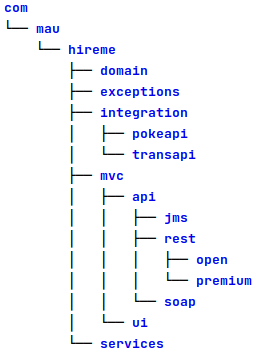 com
└── mau
    └── hireme
        ├── domain
        ├── exceptions
        ├── integration
        │   ├── pokeapi
        │   └── transapi
        ├── mvc
        │   ├── api
        │   │   ├── jms
        │   │   ├── rest
        │   │   │   ├── open
        │   │   │   └── premium
        │   │   └── soap
        │   └── ui
        └── services